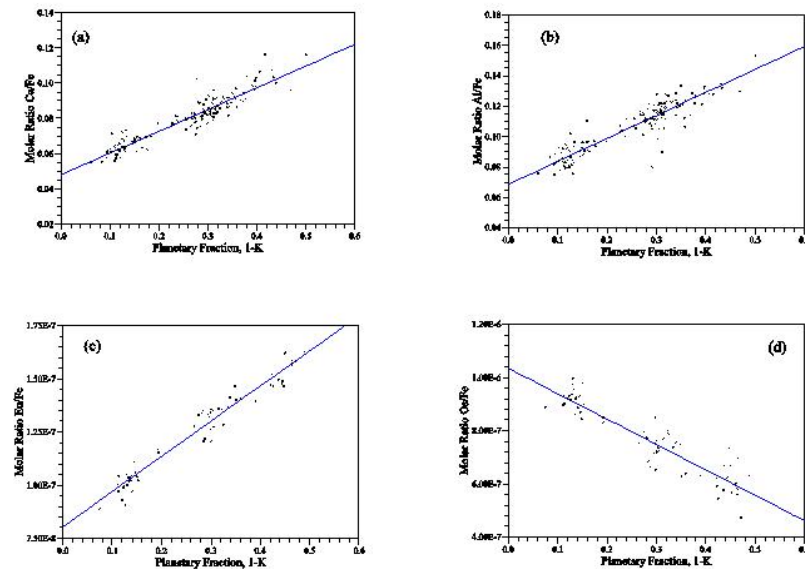 (a)
0.14
0.12
0.10
0.08
0.06
0.04
0.02
Molar Ratio Ca/Fe
0.0 0.1 0.2 0.3 0.4 0.5 0.6
Planetary Fraction, 1-K
(b)
0.18
0.16
0.14
0.12
0.10
0.08
0.06
0.04
Molar Ratio Al/Fe
0.0 0.1 0.2 0.3 0.4 0.5 0.6
Planetary Fraction, 1-K
(c)
1.75E-7
1.50E-7
1.25E-7
1.00E-7
7.50E-8
Molar Ratio Eu/Fe
0.0 0.1 0.2 0.3 0.4 0.5 0.6
Planetary Fraction, 1-K
(d)
1.20E-6
1.00E-6
8.00E-7
6.00E-7
4.00E-7
Molar Ratio Os/Fe
0.0 0.1 0.2 0.3 0.4 0.5 0.6
Planetary Fraction, 1-K